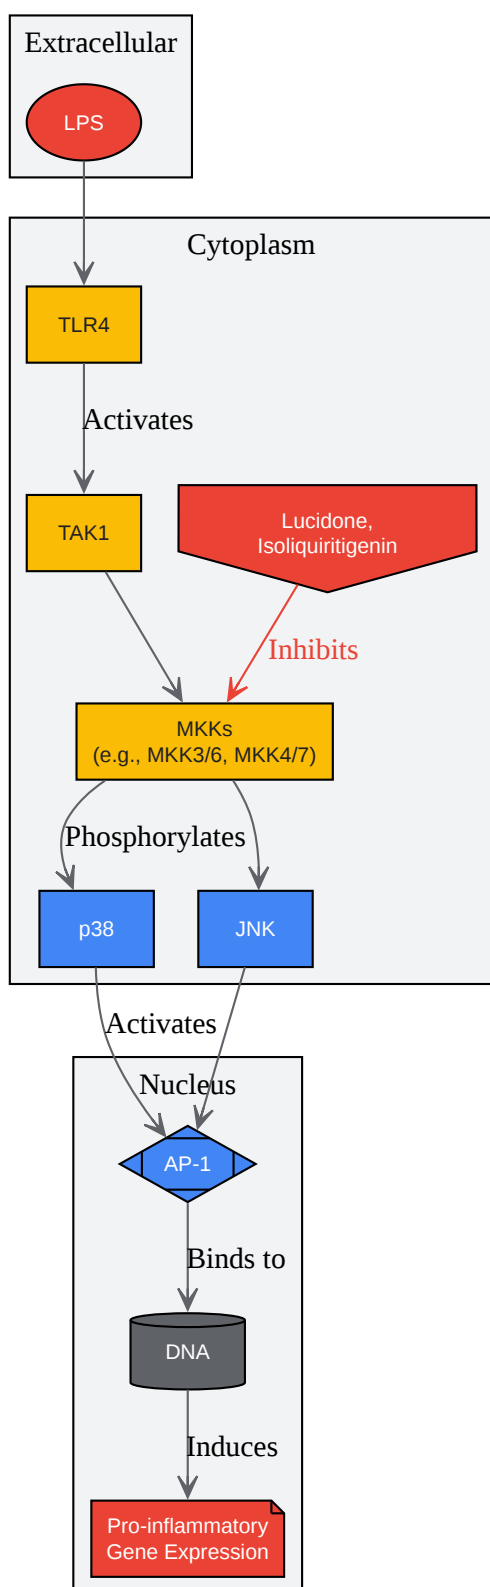 Extracellular
LPS
Cytoplasm
TLR4
Activates
TAK1
Lucidone,
Isoliquiritigenin
Inhibits
MKKs
(e.g., MKK3/6, MKK4/7)
Phosphorylates
p38
JNK
Activates
Nucleus
AP-1
Binds to
DNA
Induces
Pro-inflammatory
Gene Expression